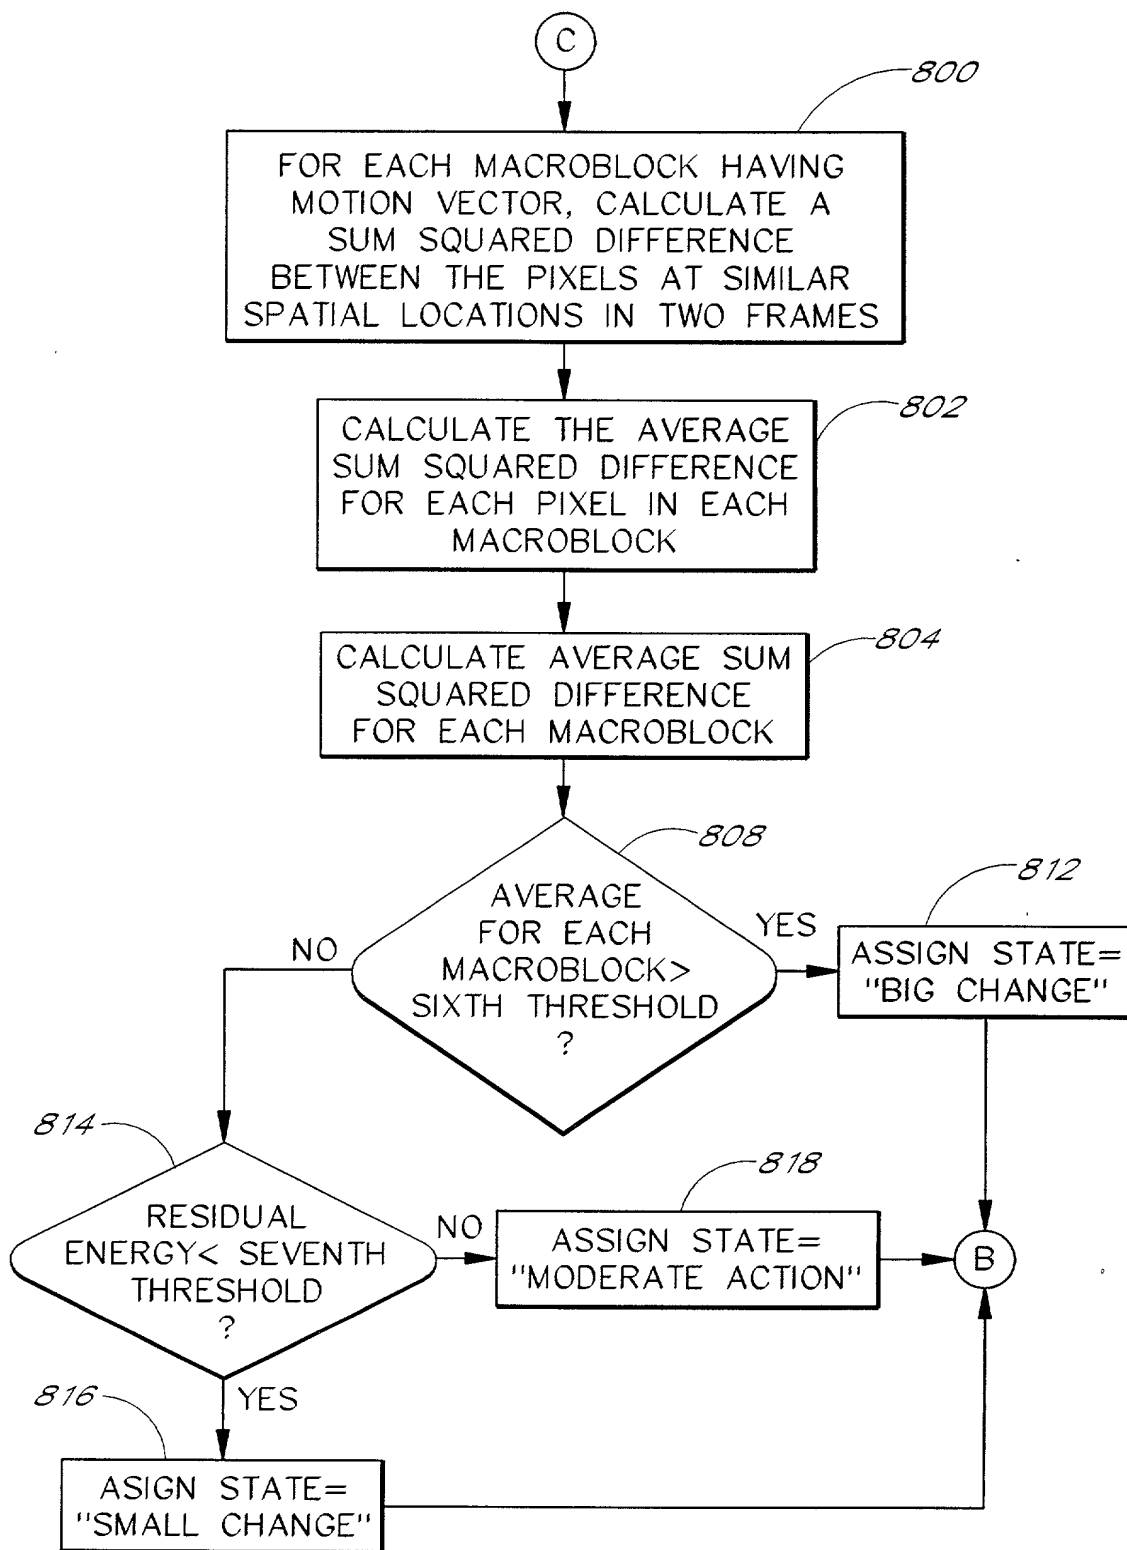 C
800
FOR EACH MACROBLOCK HAVING
MOTION VECTOR, CALCULATE A
SUM SQUARED DIFFERENCE
BETWEEN THE PIXELS AT SIMILAR
SPATIAL LOCATIONS IN TWO FRAMES
802
CALCULATE THE AVERAGE
SUM SQUARED DIFFERENCE
FOR EACH PIXEL IN EACH
MACROBLOCK
804
CALCULATE AVERAGE SUM
SQUARED DIFFERENCE
FOR EACH MACROBLOCK
808
AVERAGE
FOR EACH
MACROBLOCK>
SIXTH THRESHOLD
?
NO
YES
812
ASSIGN STATE=
"BIG CHANGE"
814
RESIDUAL
ENERGY< SEVENTH
THRESHOLD
?
NO
818
ASSIGN STATE=
"MODERATE ACTION"
B
YES
816
ASIGN STATE=
"SMALL CHANGE"